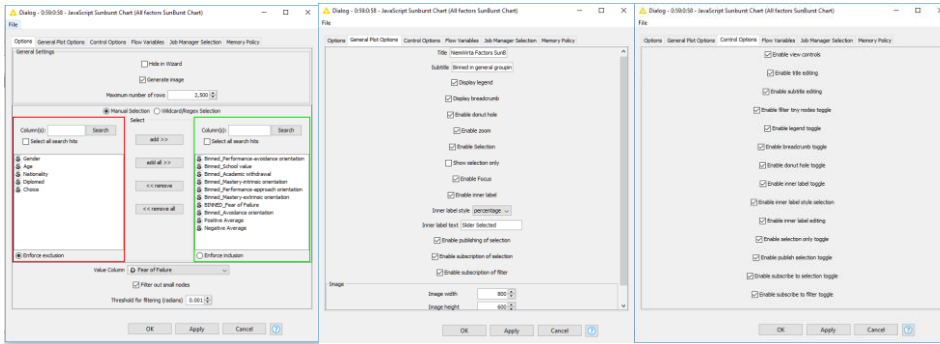 Dialog - 0:59:0:58 - JavaScript Sunburst Chart (All factors SunBurst Chart)
File
Options General Plot Options Control Options Flow Variables Job Manager Selection Memory Policy
General Settings
Hide in Wizard
Generate image
Maximum number of rows 2,500
Manual Selection Wildcard/Regex Selection
Select
Column(s): Search
Select all search hits
Gender
Age
Nationality
Diplomed
Choice
Enforce exclusion
add >>
add all >>
<< remove
<< remove all
Column(s): Search
Select all search hits
Binned_Performance-avoidance orientation
Binned_School value
Binned_Academic withdrawal
Binned_Mastery-intrinsic orientation
Binned_Performance-approach orientation
Binned_Mastery-extrinsic orientation
BINNED_Fear of Failure
Binned_Avoidance orientation
Positive Average
Negative Average
Enforce inclusion
Value Column D Fear of Failure
Filter out small nodes
Threshold for filtering (radians) 0.001
OK Apply Cancel ?
Dialog - 0:59:0:58 - JavaScript Sunburst Chart (All factors SunBurst Chart)
File
Options General Plot Options Control Options Flow Variables Job Manager Selection Memory Policy
Title NemWrta Factors SunB
Subtitle Binned in general groupin
Display legend
Display breadcrumb
Enable donut hole
Enable zoom
Enable Selection
Show selection only
Enable Focus
Enable inner label
Inner label style percentage
Inner label text Slider Selected
Enable publishing of selection
Enable subscription of selection
Enable subscription of filter
Image
Image width 800
Image height 600
OK Apply Cancel ?
Dialog - 0:59:0:58 - JavaScript Sunburst Chart (All factors SunBurst Chart)
File
Options General Plot Options Control Options Flow Variables Job Manager Selection Memory Policy
Enable view controls
Enable title editing
Enable subtitle editing
Enable filter tiny nodes toggle
Enable legend toggle
Enable breadcrumb toggle
Enable donut hole toggle
Enable inner label toggle
Enable inner label style selection
Enable inner label editing
Enable selection only toggle
Enable publish selection toggle
Enable subscribe to selection toggle
Enable subscribe to filter toggle
OK Apply Cancel ?